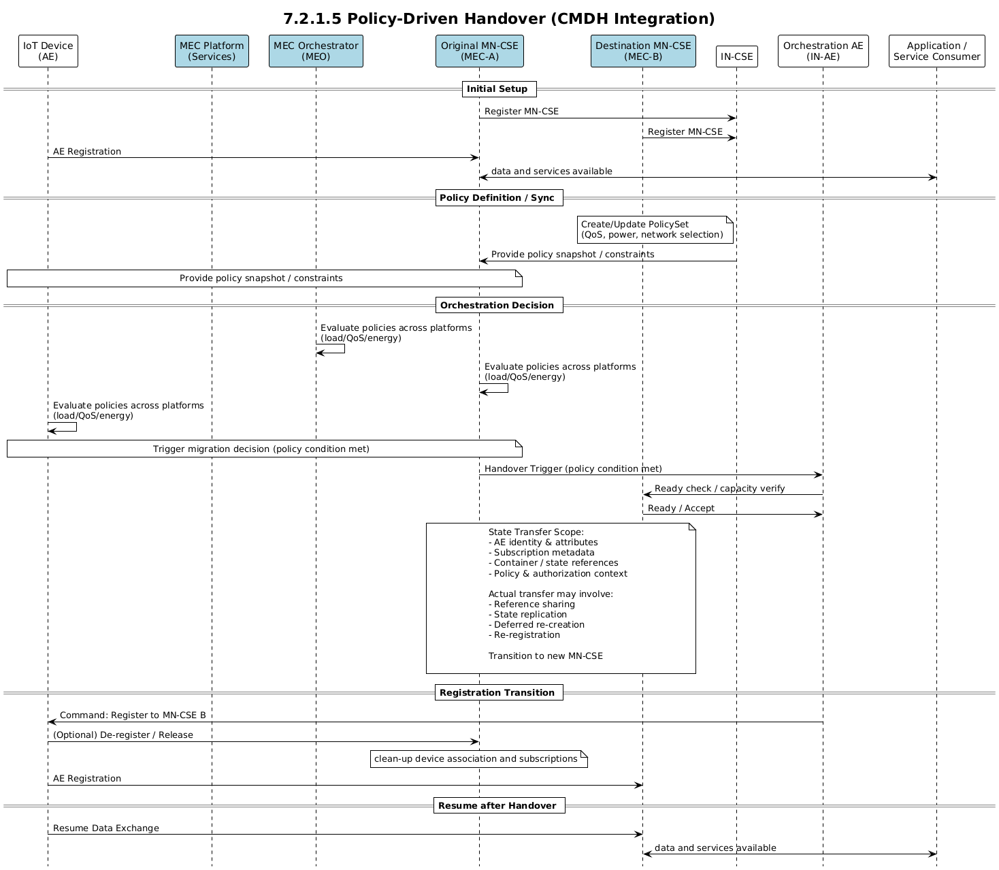 7.2.1.5 Policy-Driven Handover (CMDH Integration)
IoT Device
(AE)
MEC Platform
(Services)
MEC Orchestrator
(MEO)
Original MN-CSE
(MEC-A)
Destination MN-CSE
(MEC-B)
IN-CSE
Orchestration AE
(IN-AE)
Application /
Service Consumer
Initial Setup
Register MN-CSE
Register MN-CSE
AE Registration
data and services available
Policy Definition / Sync
Create/Update PolicySet
(QoS, power, network selection)
Provide policy snapshot / constraints
Provide policy snapshot / constraints
Orchestration Decision
Evaluate policies across platforms
(load/QoS/energy)
Evaluate policies across platforms
(load/QoS/energy)
Evaluate policies across platforms
(load/QoS/energy)
Trigger migration decision (policy condition met)
Handover Trigger (policy condition met)
Ready check / capacity verify
Ready / Accept
State Transfer Scope:
- AE identity & attributes
- Subscription metadata
- Container / state references
- Policy & authorization context
Actual transfer may involve:
- Reference sharing
- State replication
- Deferred re-creation
- Re-registration
Transition to new MN-CSE
Registration Transition
Command: Register to MN-CSE B
(Optional) De-register / Release
clean-up device association and subscriptions
AE Registration
Resume after Handover
Resume Data Exchange
data and services available